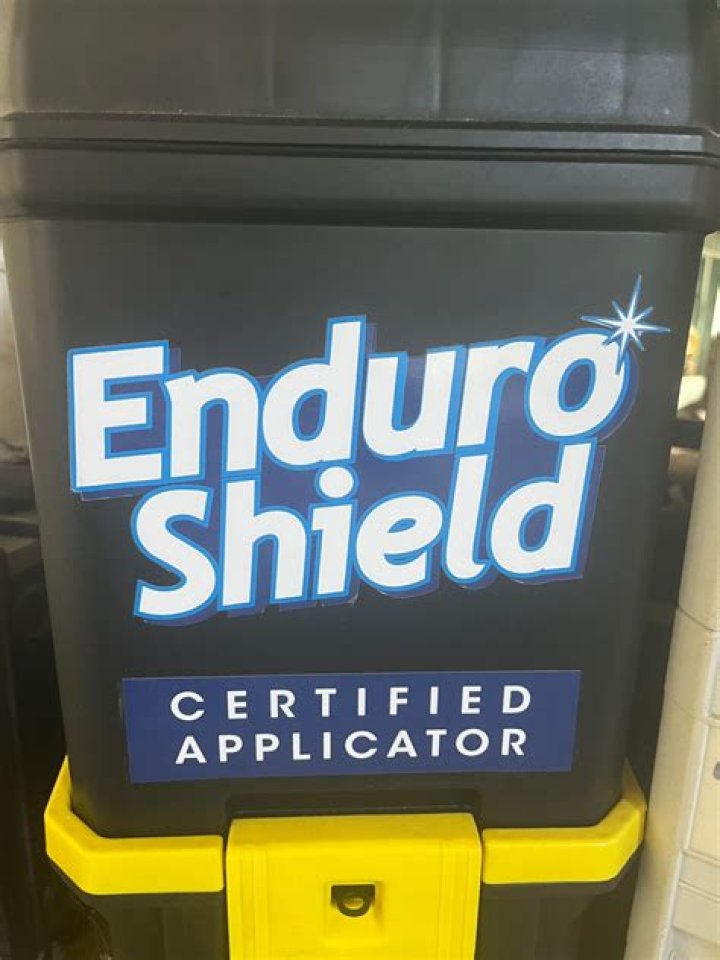 Enduro
Shield
CERTIFIED
APPLICATOR